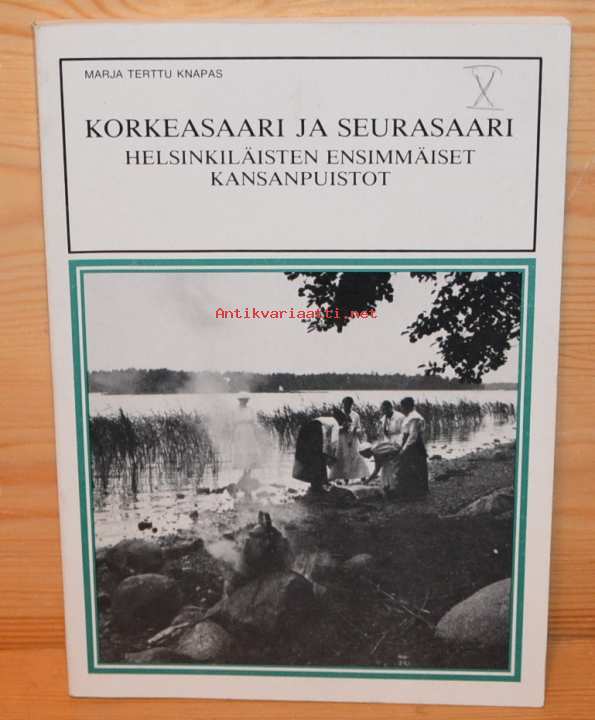 MARJA TERTTU KNAPAS
X
KORKEASAARI JA SEURASAARI
HELSINKILÄISTEN ENSIMMÄISET
KANSANPUISTOT
Antikvariaatti.net